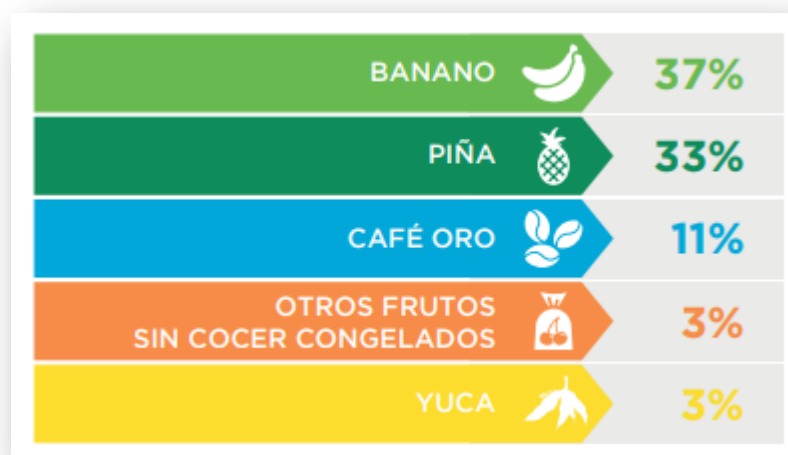 BANANO 37%
PIÑA 33%
CAFÉ ORO 11%
OTROS FRUTOS
SIN COCER CONGELADOS 3%
YUCA 3%